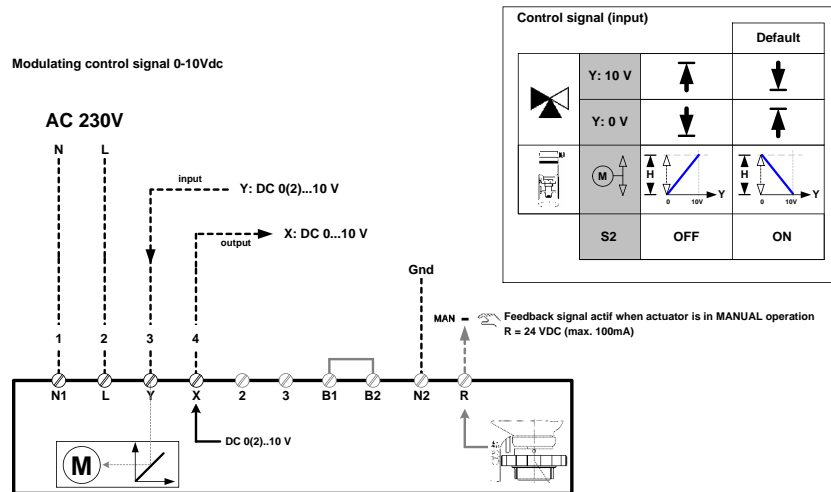 Control signal (input)
Default
Y: 10 V
Y: 0 V
M
H
0
10V
Y
H
0
10V
Y
S2
OFF
ON
Modulating control signal 0-10Vdc
AC 230V
N
L
input
Y: DC 0(2)...10 V
X: DC 0...10 V
output
Gnd
MAN
Feedback signal actif when actuator is in MANUAL operation
R = 24 VDC (max. 100mA)
1
2
3
4
N1
L
Y
X
2
3
B1
B2
N2
R
DC 0(2)..10 V
M